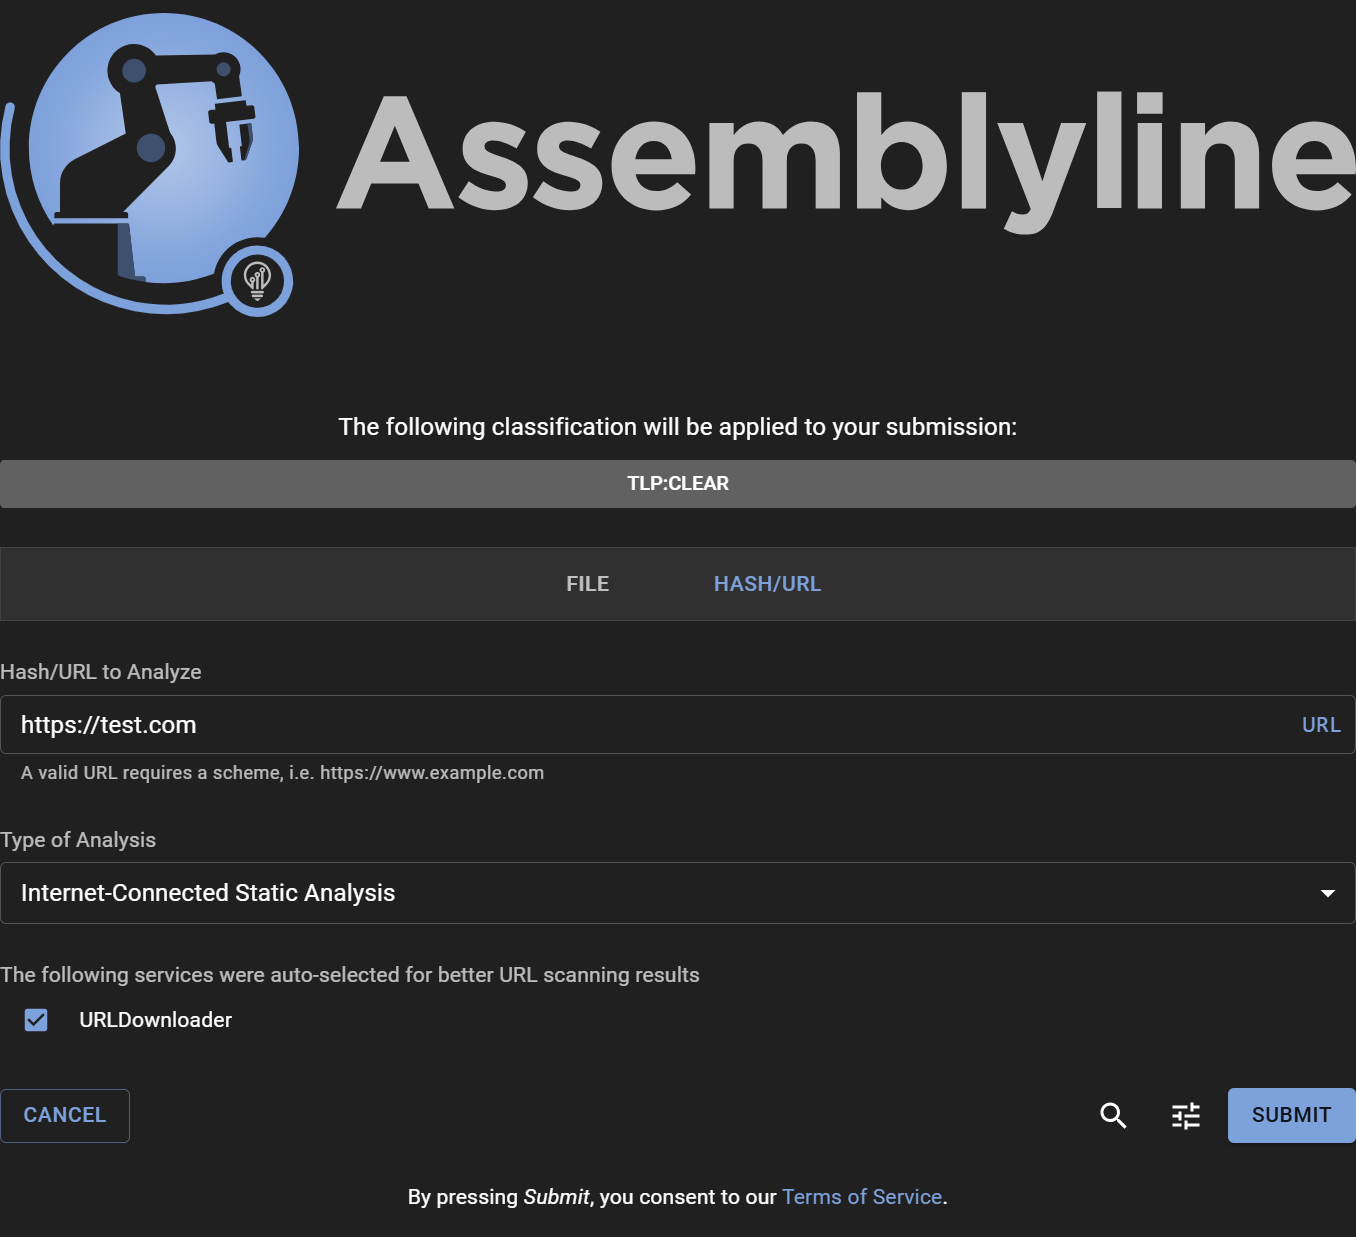 Assemblyline
The following classification will be applied to your submission:
TLP:CLEAR
FILE
HASH/URL
Hash/URL to Analyze
https://test.com
URL
A valid URL requires a scheme, i.e. https://www.example.com
Type of Analysis
Internet-Connected Static Analysis
The following services were auto-selected for better URL scanning results
URLDownloader
CANCEL
SUBMIT
By pressing Submit, you consent to our Terms of Service.